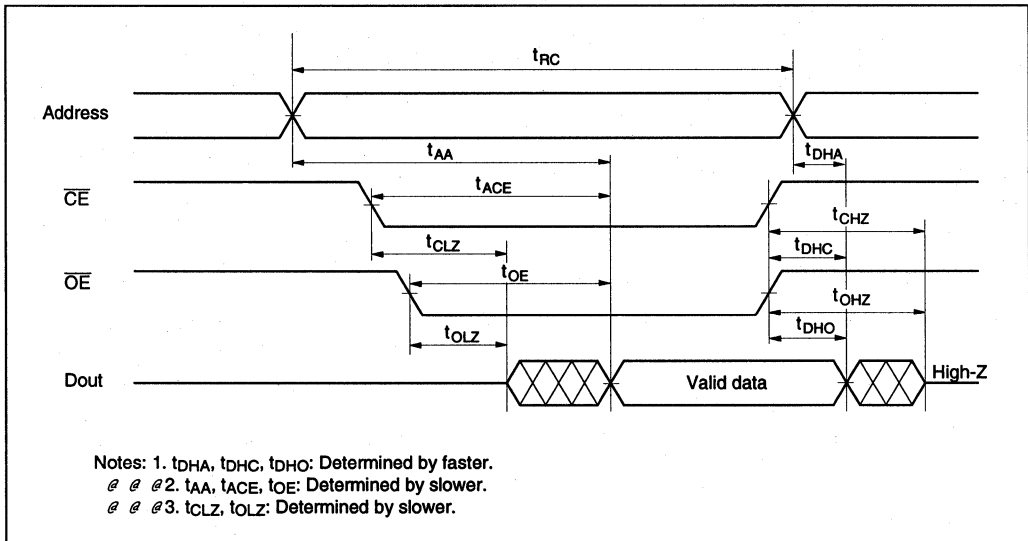 tRC
Address
tAA
tDHA
CE
tACE
tCHZ
tCLZ
tDHC
OE
tOE
tOHZ
tOLZ
tDHO
Dout
Valid data
High-Z
Notes: 1. tDHA, tDHC, tDHO: Determined by faster.
@ @ @2. tAA, tACE, tOE: Determined by slower.
@ @ @3. tCLZ, tOLZ: Determined by slower.